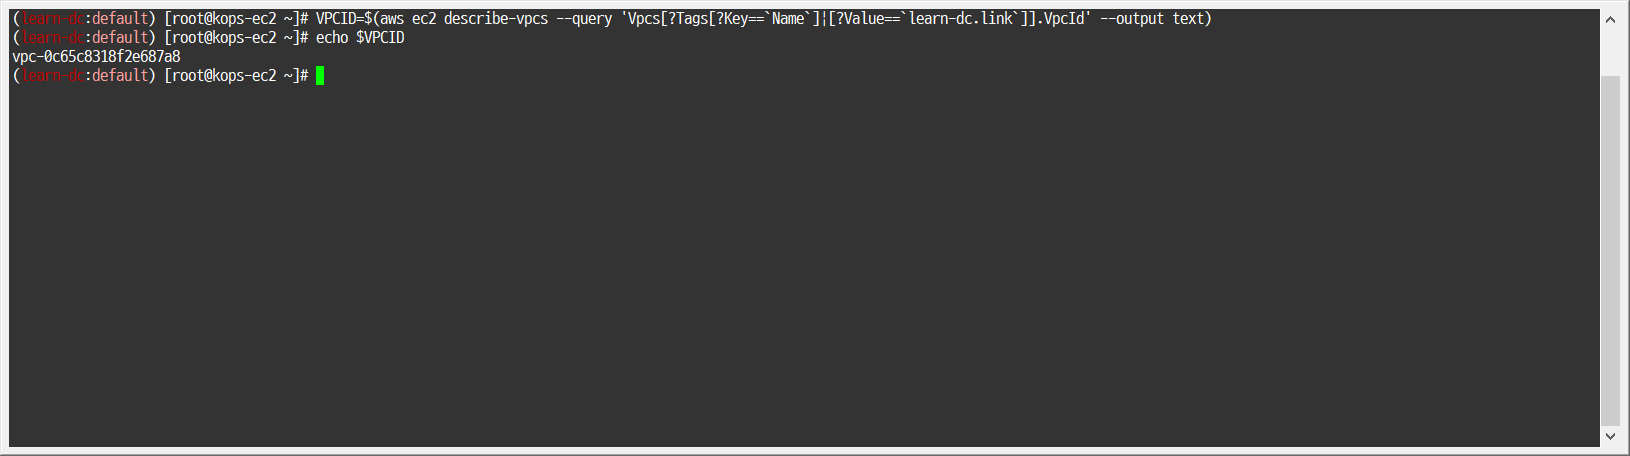 (learn-dc:default) [root@kops-ec2 ~]# VPCID=$(aws ec2 describe-vpcs --query 'Vpcs[?Tags[?Key==`Name`]|[?Value==`learn-dc.link`]].VpcId' --output text)
(learn-dc:default) [root@kops-ec2 ~]# echo $VPCID
vpc-0c65c8318f2e687a8
(learn-dc:default) [root@kops-ec2 ~]#